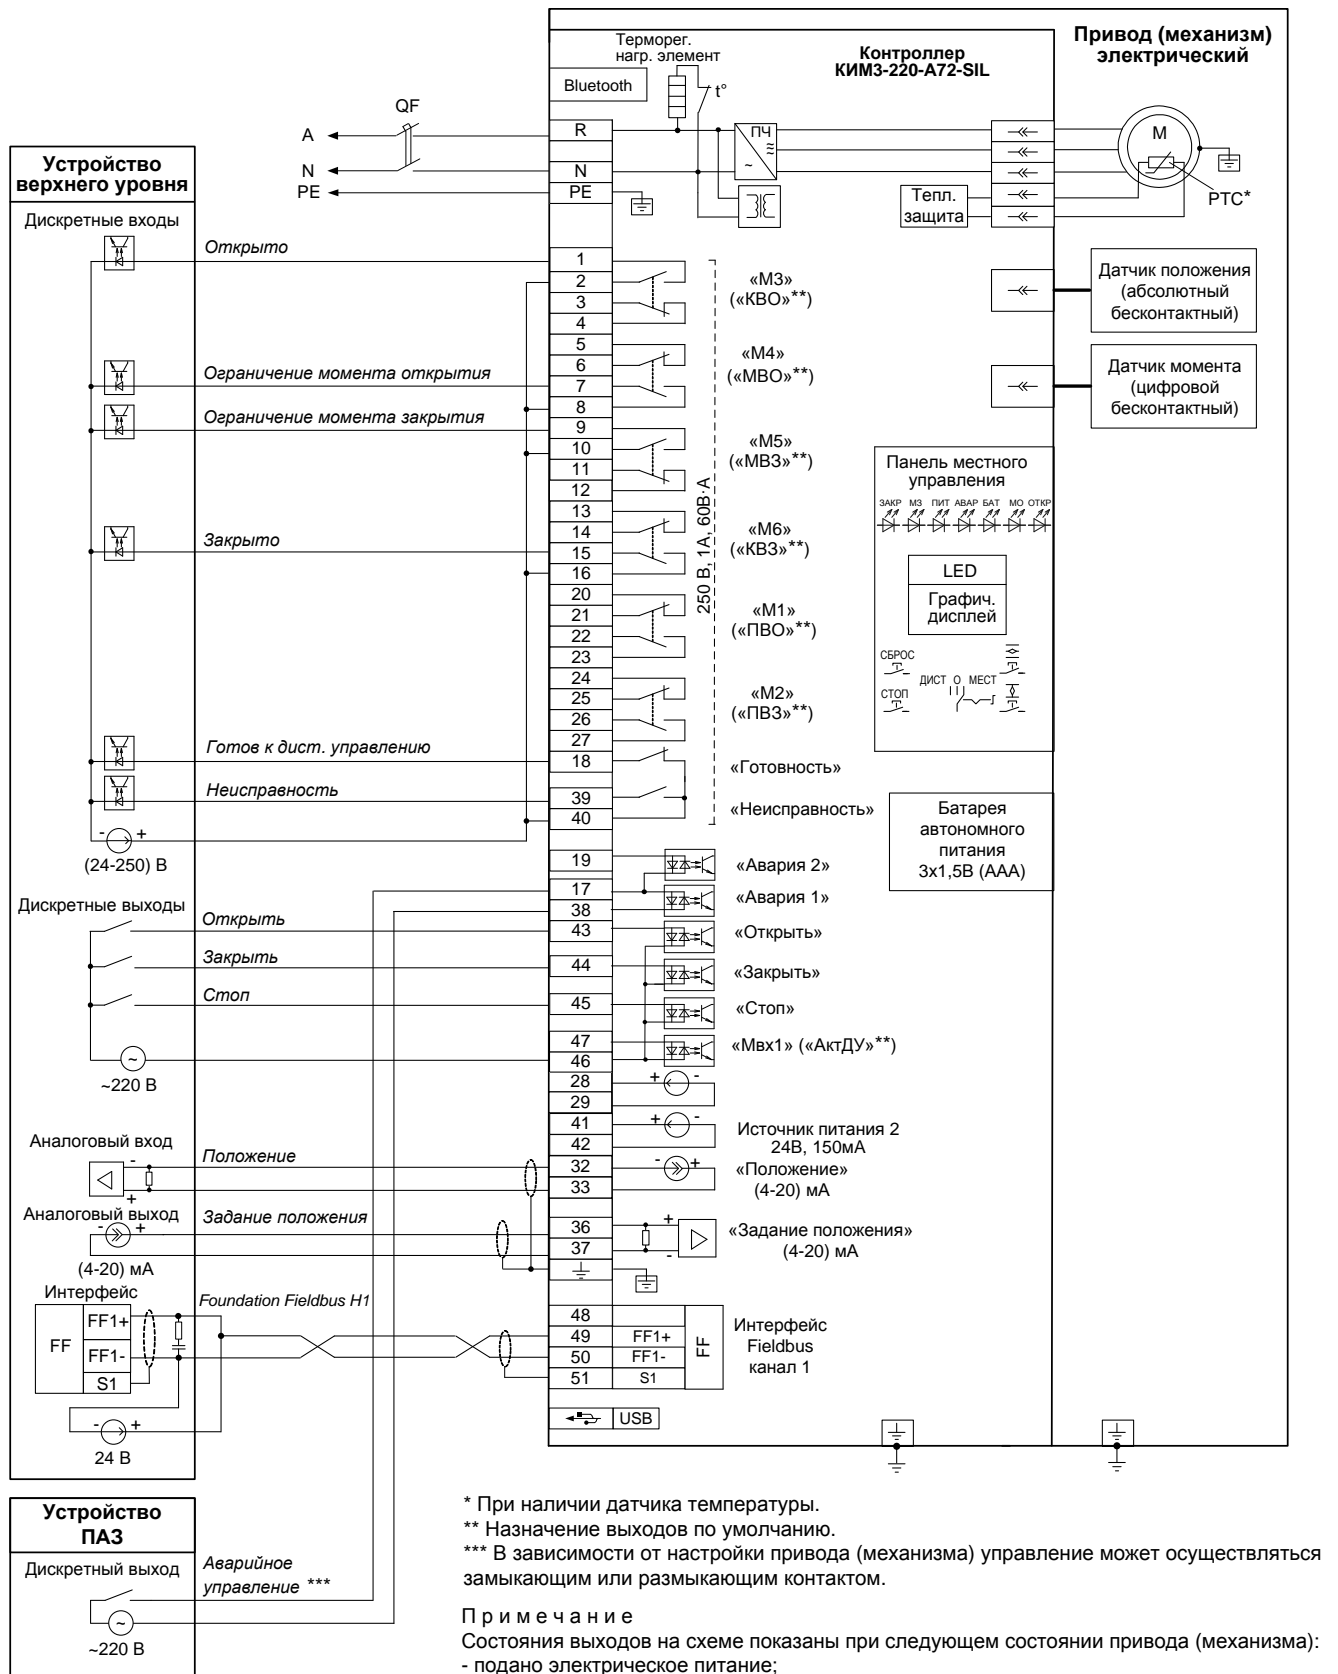 Привод (механизм)
электрический
Контроллер
КИМ3-220-А72-SIL
Терморег.
нагр. элемент
t°
Bluetooth
QF
A
N
PE
R
N
PE
ПЧ
~
≈
M
PTC*
Тепл.
защита
Устройство
верхнего уровня
Дискретные входы
Открыто
1
2
3
4
«М3»
(«КВО»**)
Датчик положения
(абсолютный
бесконтактный)
5
6
7
8
«М4»
(«МВО»**)
Ограничение момента открытия
Датчик момента
(цифровой
бесконтактный)
Ограничение момента закрытия
9
10
11
12
«М5»
(«МВЗ»**)
250 В, 1А, 60В·А
Панель местного
управления
ЗАКР МЗ ПИТ АВАР БАТ МО ОТКР
LED
Графич.
дисплей
СБРОС
СТОП
ДИСТ О МЕСТ
Закрыто
13
14
15
16
«М6»
(«КВЗ»**)
20
21
22
23
«М1»
(«ПВО»**)
24
25
26
27
«М2»
(«ПВЗ»**)
Готов к дист. управлению
18
«Готовность»
Неисправность
39
40
«Неисправность»
- +
(24-250) В
Батарея
автономного
питания
3х1,5В (ААА)
19
«Авария 2»
17
38
«Авария 1»
Дискретные выходы
Открыть
43
«Открыть»
Закрыть
44
«Закрыть»
Стоп
45
«Стоп»
47
46
«Мвх1» («АктДУ»**)
~
~220 В
28
29
+ -
41
42
+ -
Источник питания 2
24В, 150мА
Аналоговый вход
-
+
Положение
32
33
- +
«Положение»
(4-20) мА
Аналоговый выход
- +
(4-20) мА
Задание положения
36
37
+
-
«Задание положения»
(4-20) мА
Интерфейс
FF
FF1+
FF1-
S1
Foundation Fieldbus H1
- +
24 В
48
49 FF1+
50 FF1-
51 S1
FF
Интерфейс
Fieldbus
канал 1
USB
Устройство
ПАЗ
Дискретный выход
~
~220 В
Аварийное
управление ***
* При наличии датчика температуры.
** Назначение выходов по умолчанию.
*** В зависимости от настройки привода (механизма) управление может осуществляться
замыкающим или размыкающим контактом.
Примечание
Состояния выходов на схеме показаны при следующем состоянии привода (механизма):
- подано электрическое питание;